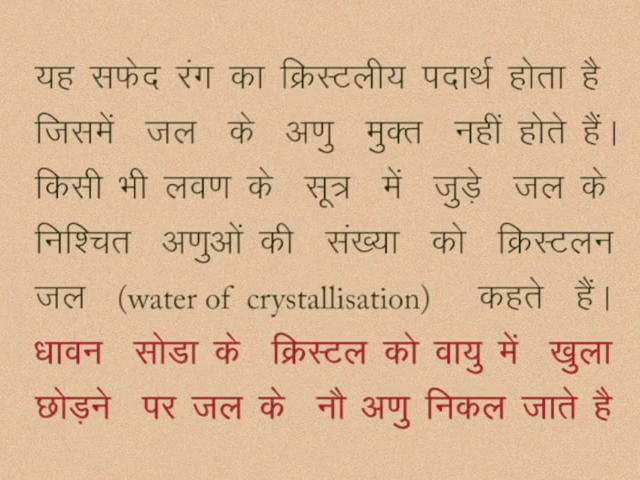 यह सफेद रंग का क्रिस्टलीय पदार्थ होता है
जिसमें जल के अणु मुक्त नहीं होते हैं।
किसी भी लवण के सूत्र में जुड़े जल के
निश्चित अणुओं की संख्या को क्रिस्टलन
जल (water of crystallisation) कहते हैं।
धावन सोडा के क्रिस्टल को वायु में खुला
छोड़ने पर जल के नौ अणु निकल जाते है